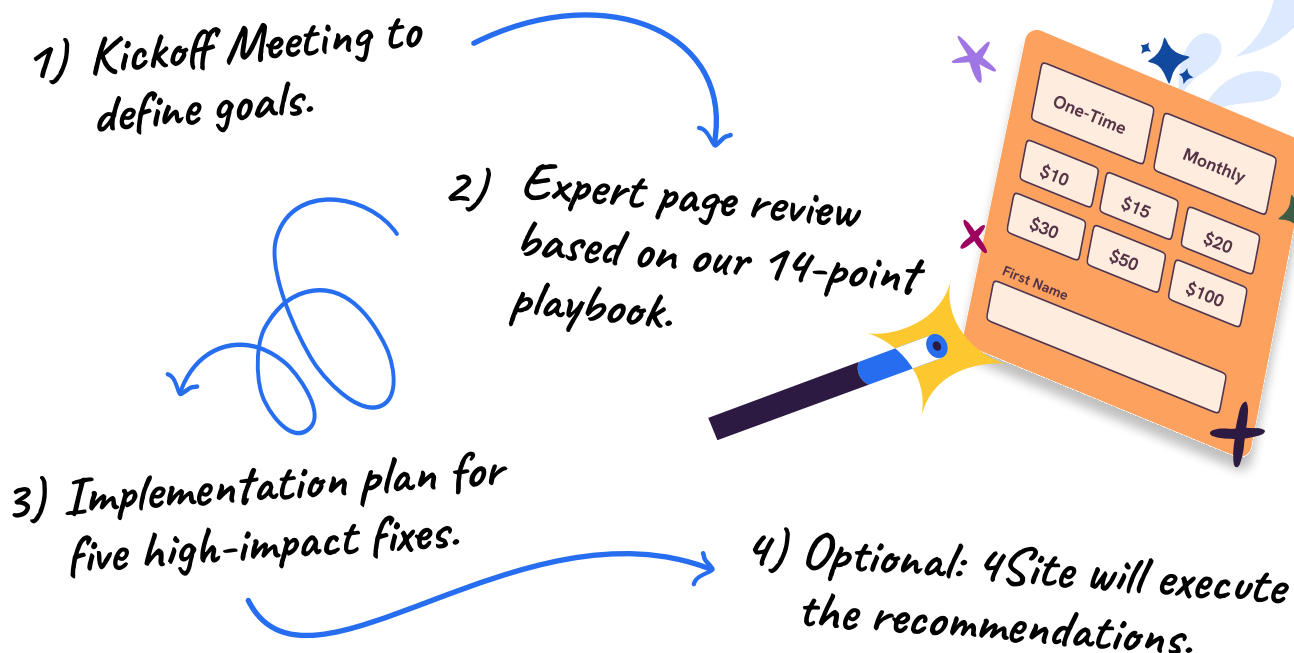 1) Kickoff Meeting to
define goals.
2) Expert page review
based on our 14-point
playbook.
One-Time
Monthly
$10
$15
$20
$30
$50
$100
First Name
3) Implementation plan for
five high-impact fixes.
4) Optional: 4Site will execute
the recommendations.